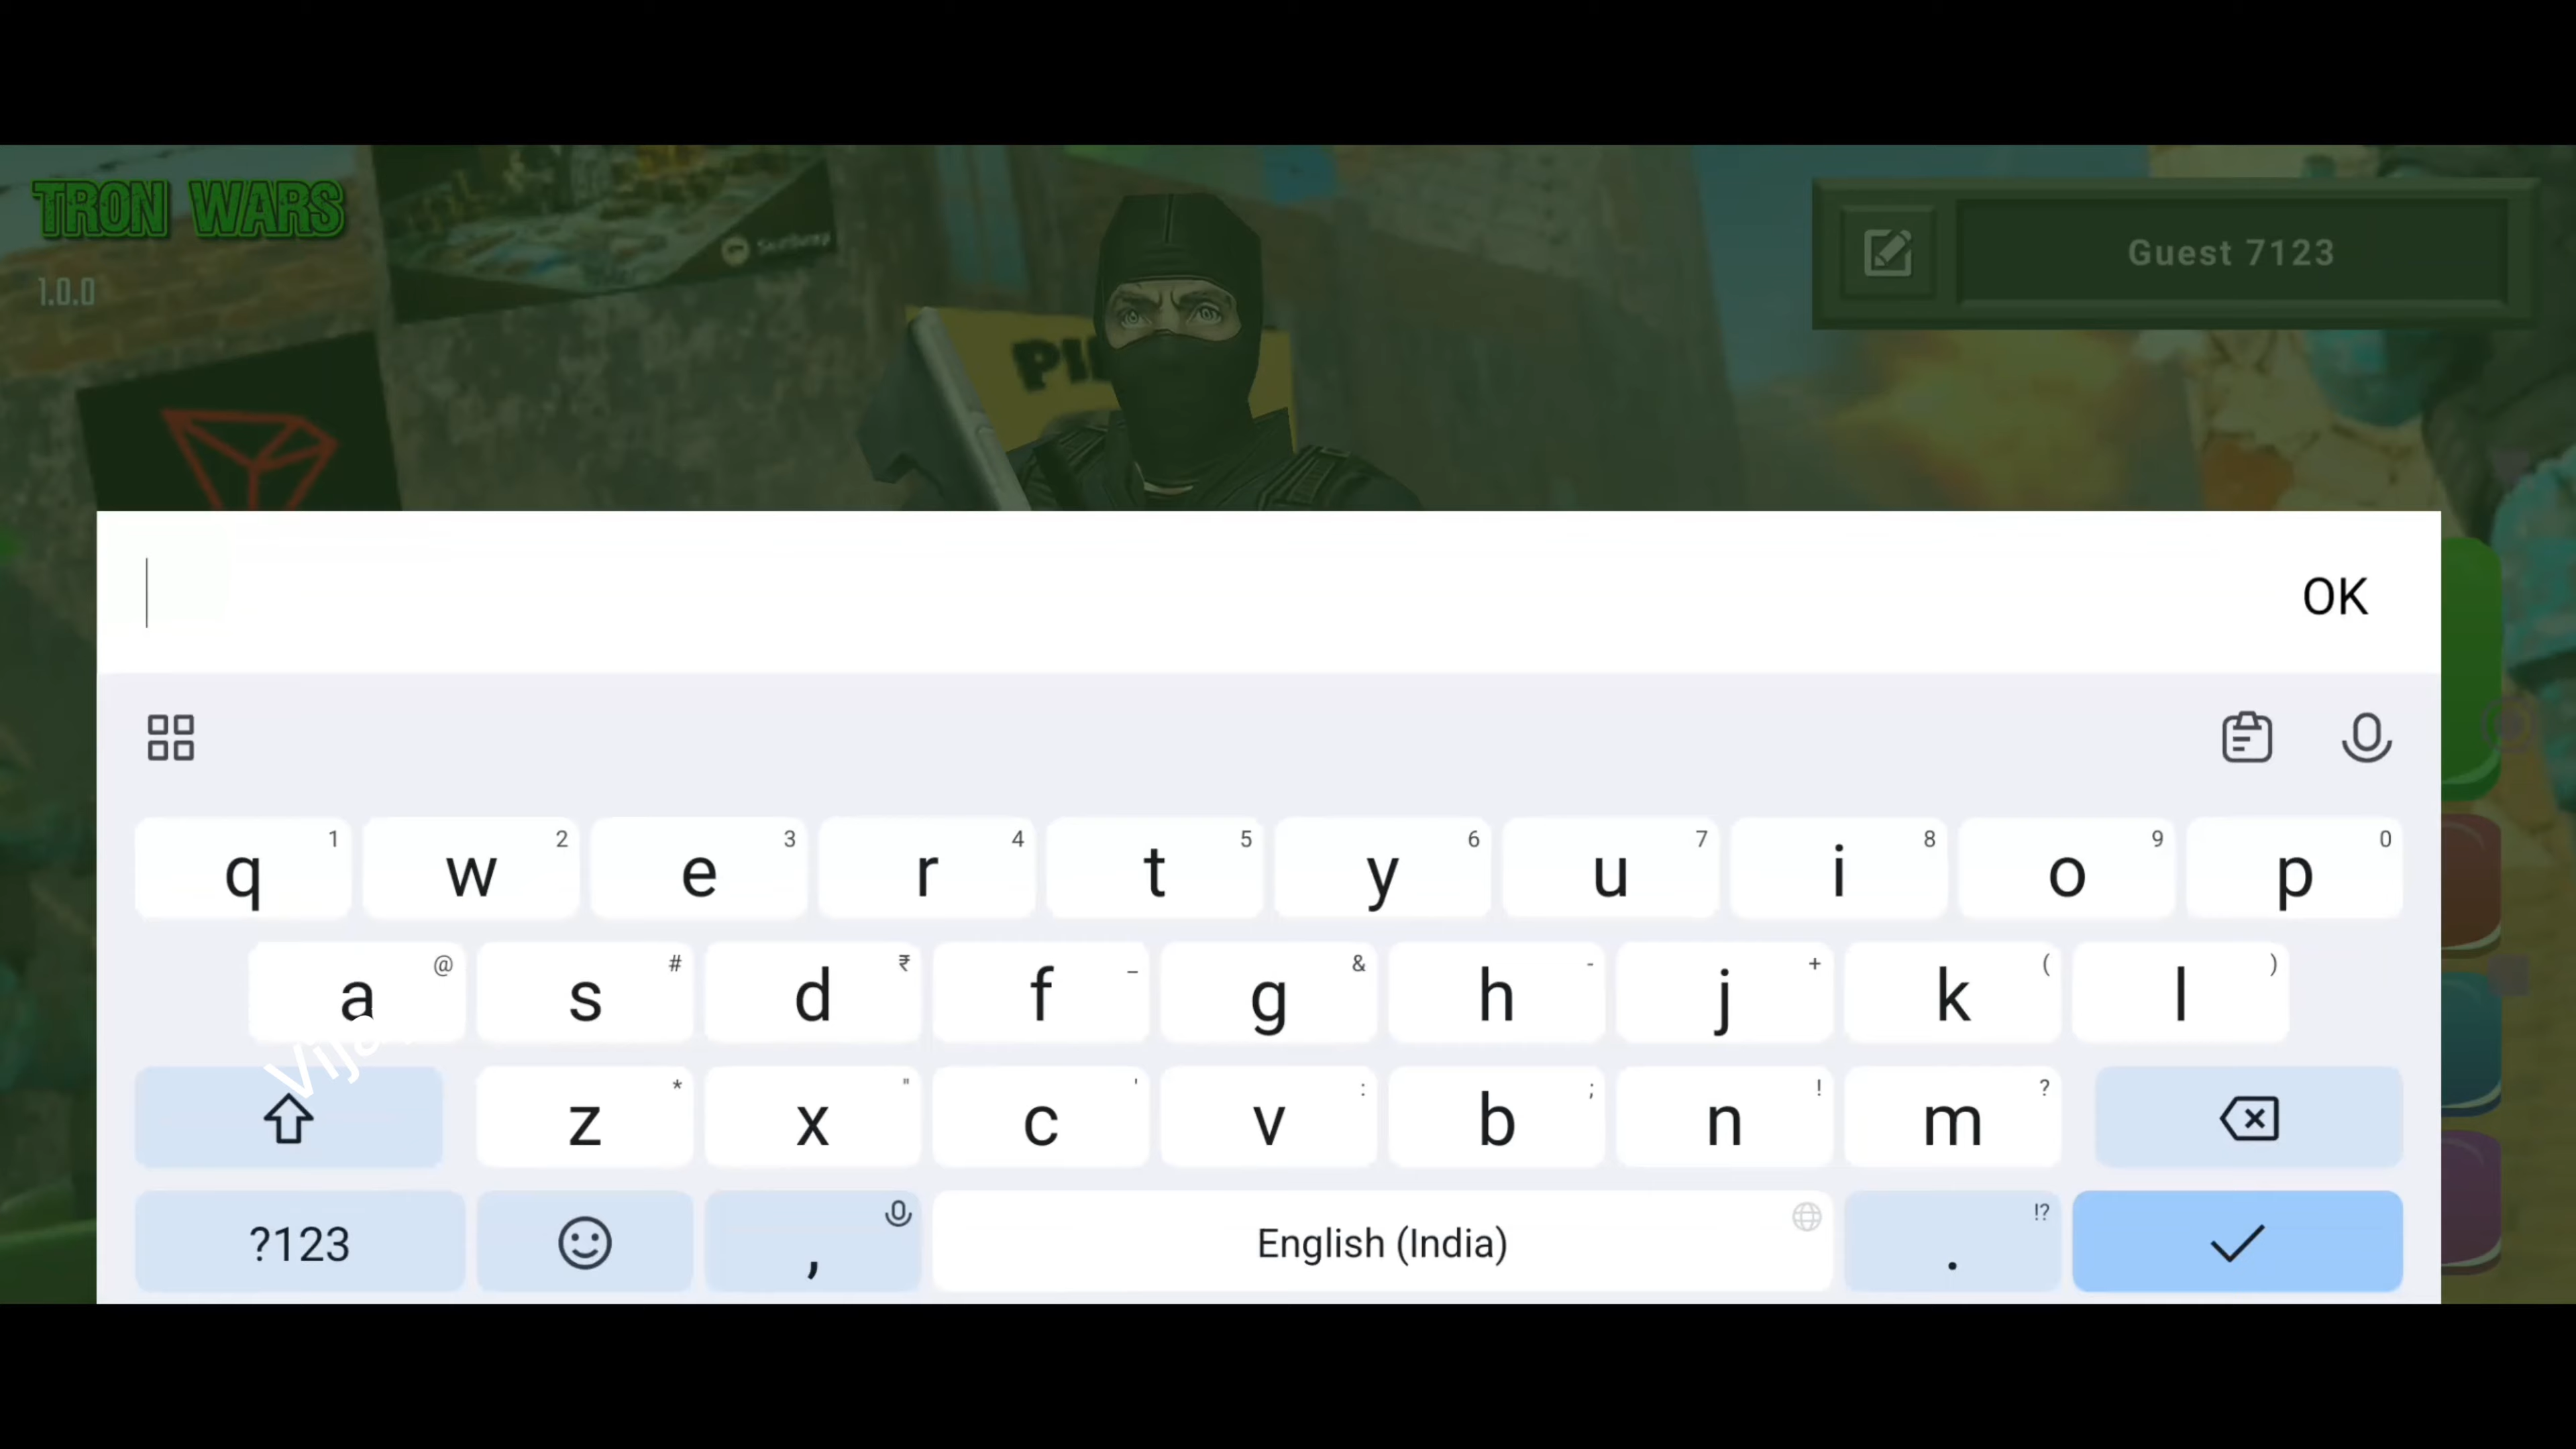 TRON WARS
1.0.0
Guest 7123
OK
q 1 w 2 e 3 r 4 t 5 y 6 u 7 i 8 o 9 p 0
a @ s # d ₹ f _ g & h - j + k ( l )
z * x " c ' v : b ; n ! m ?
?123 , English (India) . !?